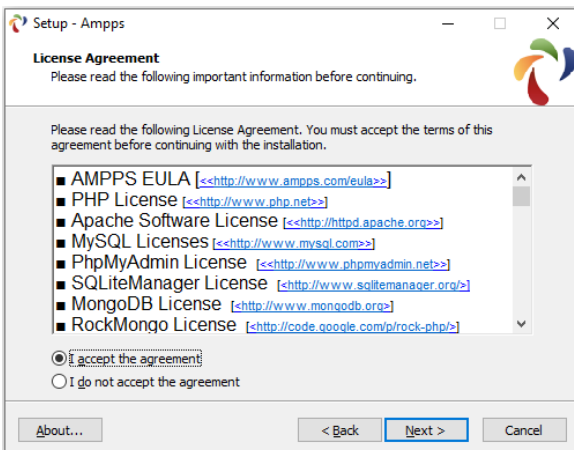 Setup - Ampps
License Agreement
Please read the following important information before continuing.
Please read the following License Agreement. You must accept the terms of this
agreement before continuing with the installation.
■ AMPPS EULA [<<http://www.ampps.com/eula>>]
■ PHP License [<<http://www.php.net>>]
■ Apache Software License [<<http://httpd.apache.org>>]
■ MySQL Licenses [<<http://www.mysql.com>>]
■ PhpMyAdmin License [<<http://www.phpmyadmin.net>>]
■ SQLiteManager License [<http://www.sqlitemanager.org/>]
■ MongoDB License [<http://www.mongodb.org>]
■ RockMongo License [<http://code.google.com/p/rock-php/>]
I accept the agreement
I do not accept the agreement
About...
< Back
Next >
Cancel